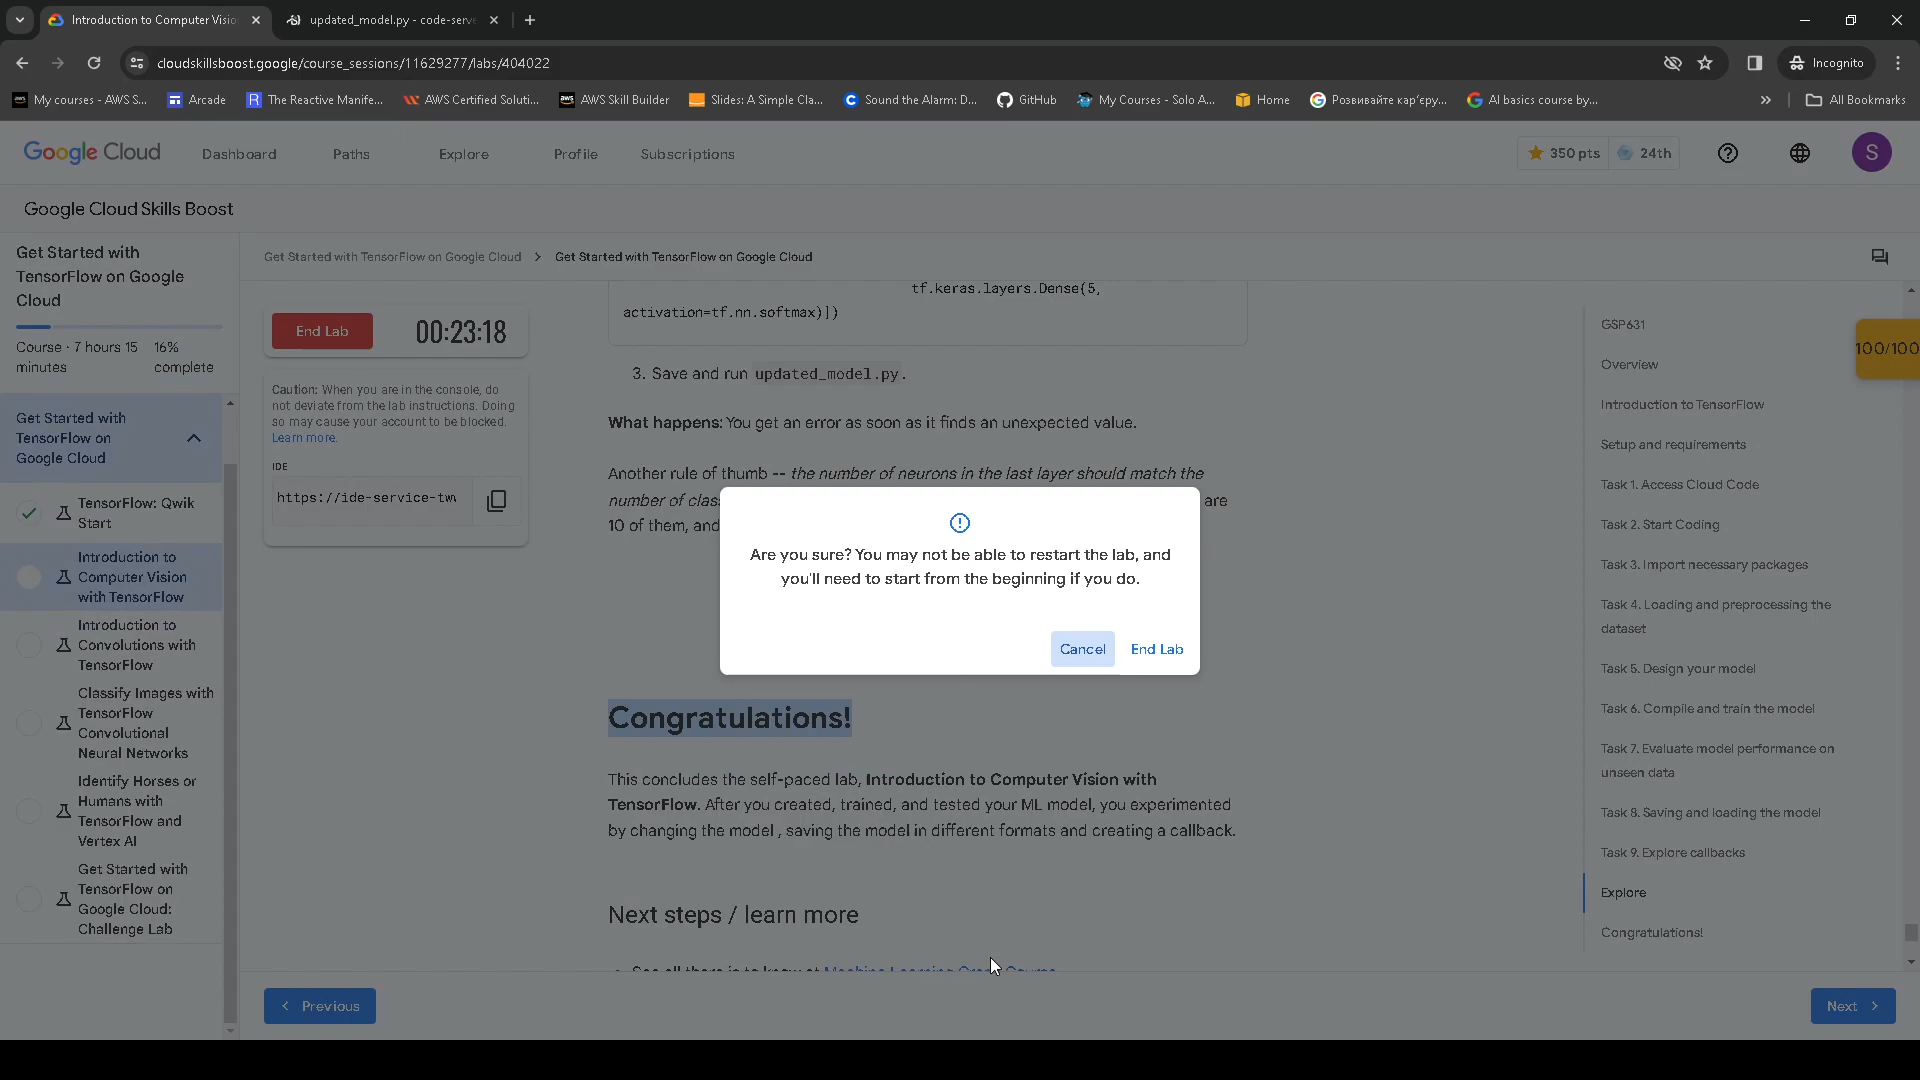 Introduction to Computer Visio
updated_model.py - code-serv
cloudskillsboost.google/course_sessions/11629277/labs/404022
Incognito
My courses - AWS S...
Arcade
The Reactive Manife...
AWS Certified Soluti...
AWS Skill Builder
Slides: A Simple Cla...
Sound the Alarm: D...
GitHub
My Courses - Solo A...
Home
Розвивайте кар'єру...
AI basics course by...
All Bookmarks
Google Cloud
Dashboard
Paths
Explore
Profile
Subscriptions
350 pts
24th
S
Google Cloud Skills Boost
Get Started with
TensorFlow on Google
Cloud
Course · 7 hours 15
minutes
16%
complete
Get Started with
TensorFlow on
Google Cloud
TensorFlow: Qwik
Start
Introduction to
Computer Vision
with TensorFlow
Introduction to
Convolutions with
TensorFlow
Classify Images with
TensorFlow
Convolutional
Neural Networks
Identify Horses or
Humans with
TensorFlow and
Vertex AI
Get Started with
TensorFlow on
Google Cloud:
Challenge Lab
Get Started with TensorFlow on Google Cloud > Get Started with TensorFlow on Google Cloud
End Lab
00:23:18
Caution: When you are in the console, do
not deviate from the lab instructions. Doing
so may cause your account to be blocked.
Learn more.
IDE
https://ide-service-tw
tf.keras.layers.Dense(5,
activation=tf.nn.softmax)])
3. Save and run updated_model.py.
What happens: You get an error as soon as it finds an unexpected value.
Another rule of thumb -- the number of neurons in the last layer should match the
number of clas
are
10 of them, and
Are you sure? You may not be able to restart the lab, and
you'll need to start from the beginning if you do.
Cancel
End Lab
Congratulations!
This concludes the self-paced lab, Introduction to Computer Vision with
TensorFlow. After you created, trained, and tested your ML model, you experimented
by changing the model , saving the model in different formats and creating a callback.
Next steps / learn more
See all there is to know at Machine Learning Crash Course
GSP631
Overview
Introduction to TensorFlow
Setup and requirements
Task 1. Access Cloud Code
Task 2. Start Coding
Task 3. Import necessary packages
Task 4. Loading and preprocessing the
dataset
Task 5. Design your model
Task 6. Compile and train the model
Task 7. Evaluate model performance on
unseen data
Task 8. Saving and loading the model
Task 9. Explore callbacks
Explore
Congratulations!
100/100
Previous
Next